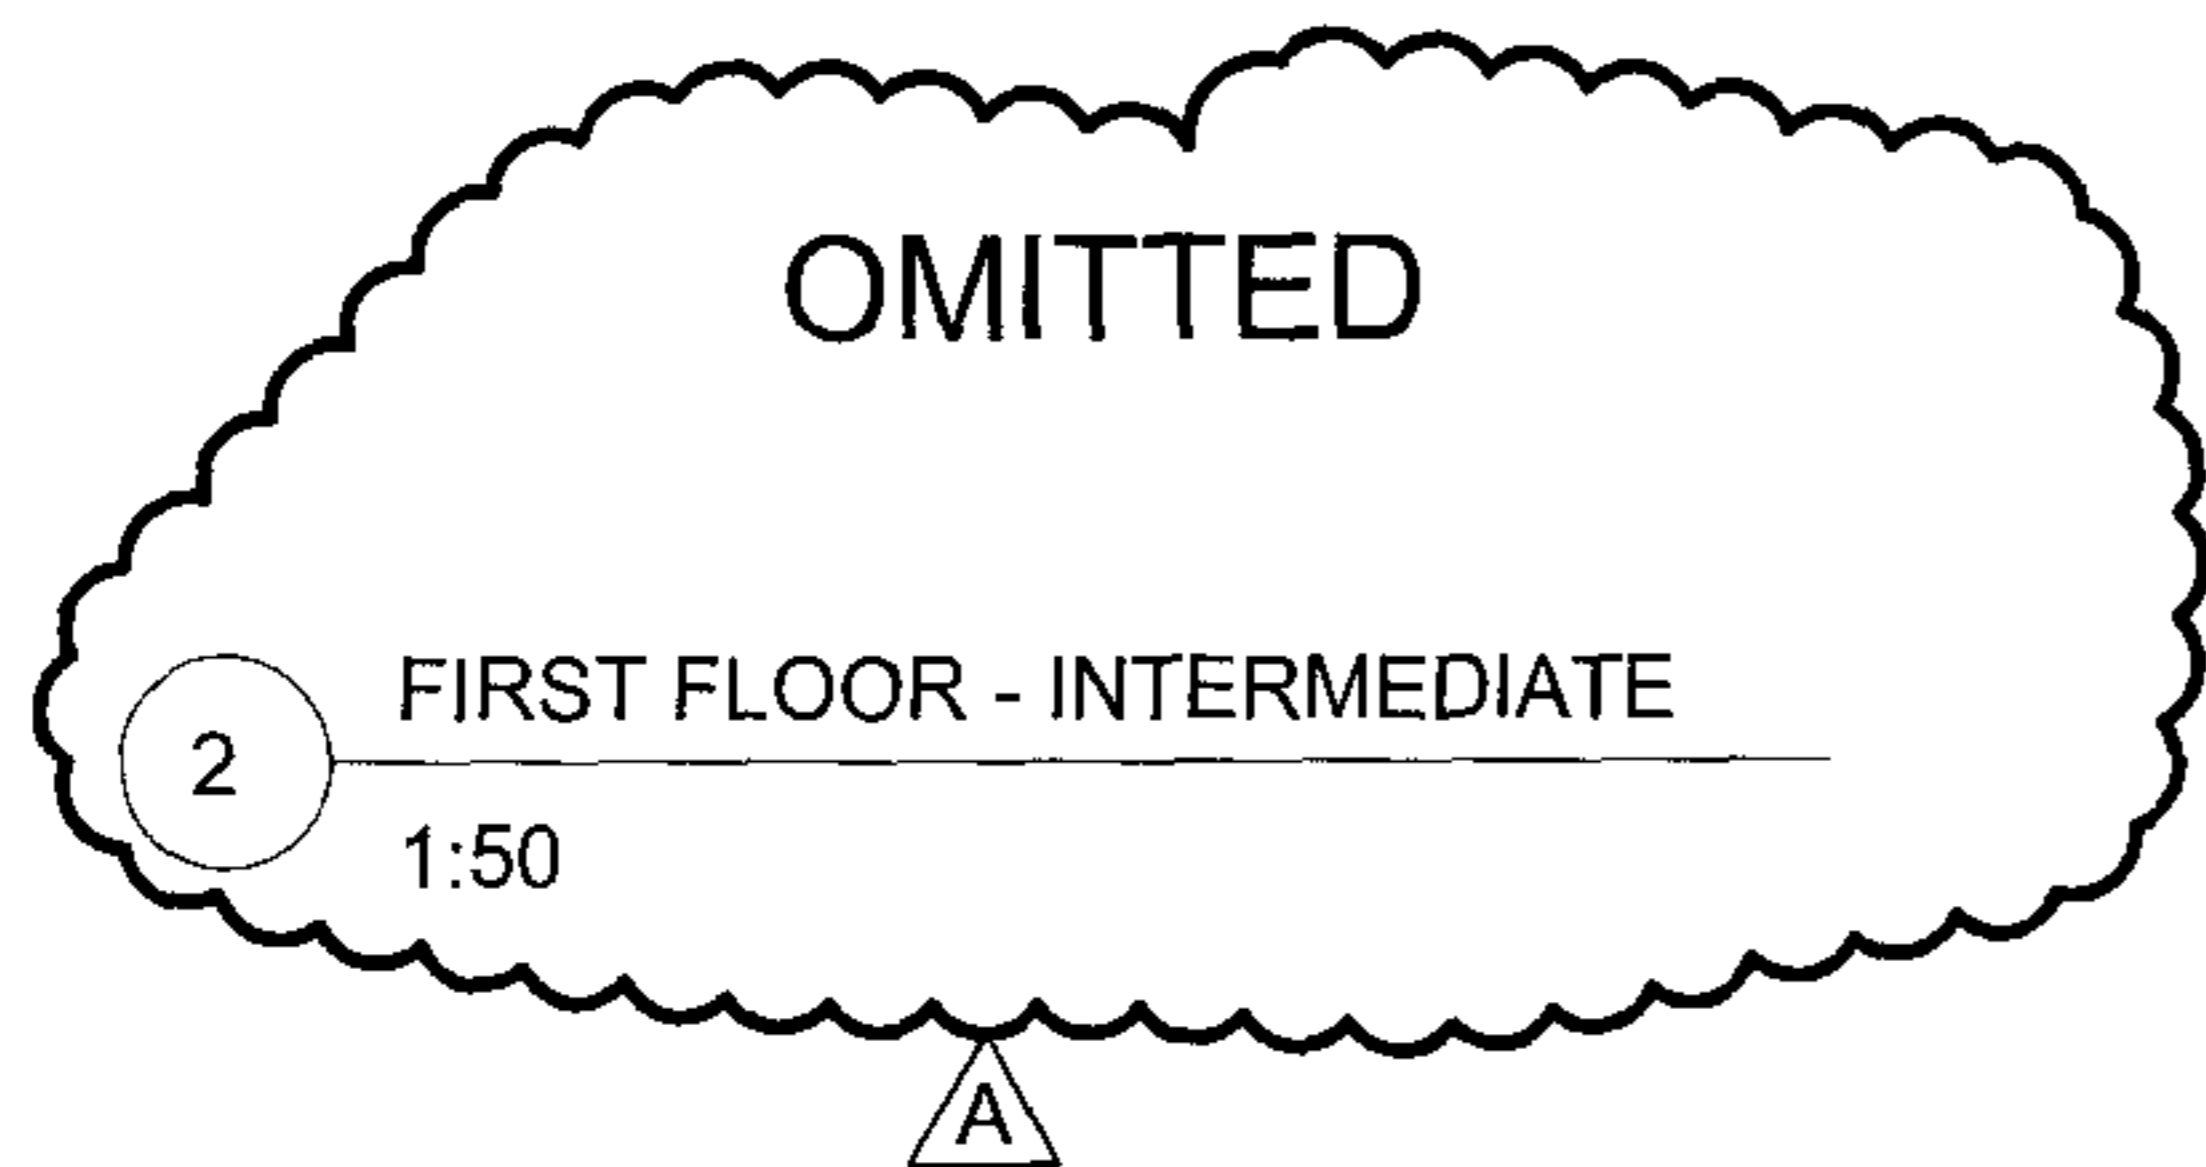 OMITTED
FIRST FLOOR - INTERMEDIATE
2
1:50
A